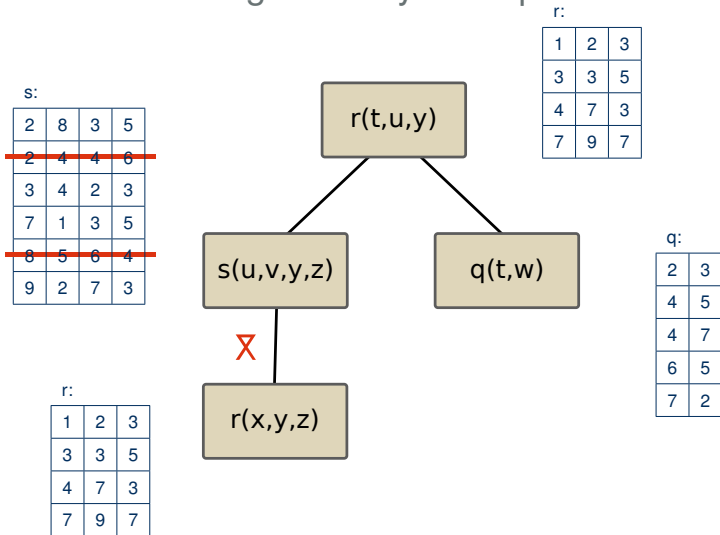 r:
1 2 3
3 3 5
4 7 3
7 9 7
s:
2 8 3 5
2 4 4 6
3 4 2 3
7 1 3 5
8 5 6 4
9 2 7 3
r(t,u,y)
s(u,v,y,z)
q(t,w)
q:
2 3
4 5
4 7
6 5
7 2
r(x,y,z)
r:
1 2 3
3 3 5
4 7 3
7 9 7